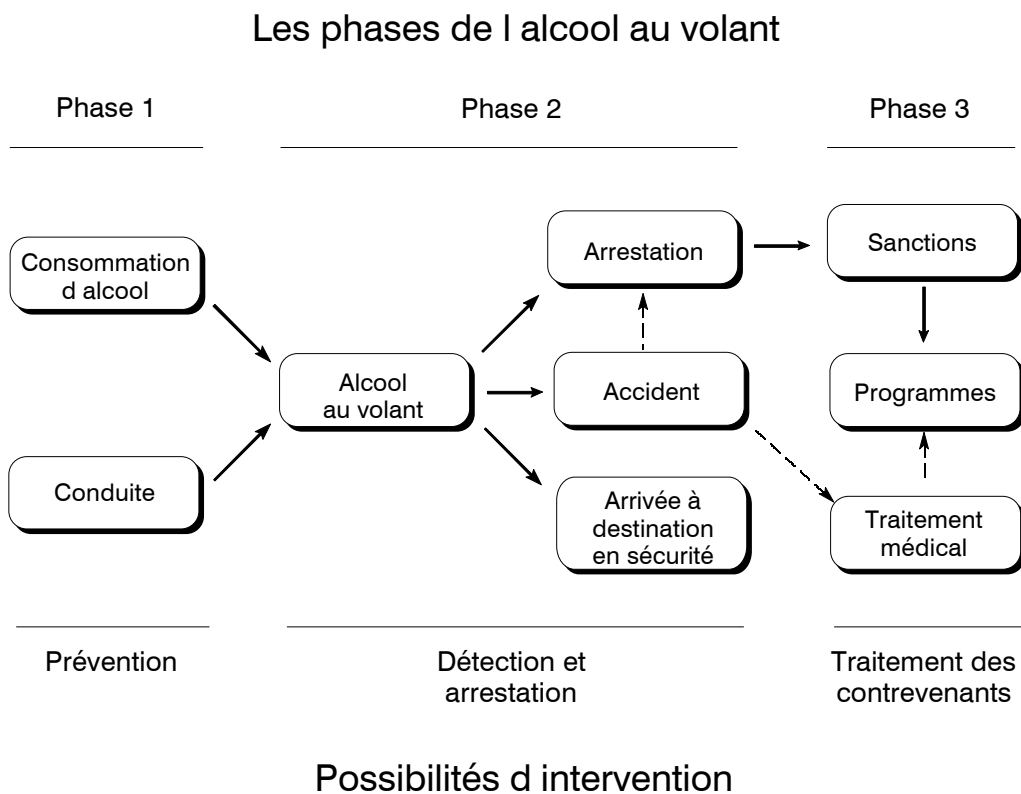 Les phases de l alcool au volant
Phase 1
Phase 2
Phase 3
Consommation
d alcool
Conduite
Alcool
au volant
Arrestation
Accident
Arrivée à
destination
en sécurité
Sanctions
Programmes
Traitement
médical
Prévention
Détection et
arrestation
Traitement des
contrevenants
Possibilités d intervention